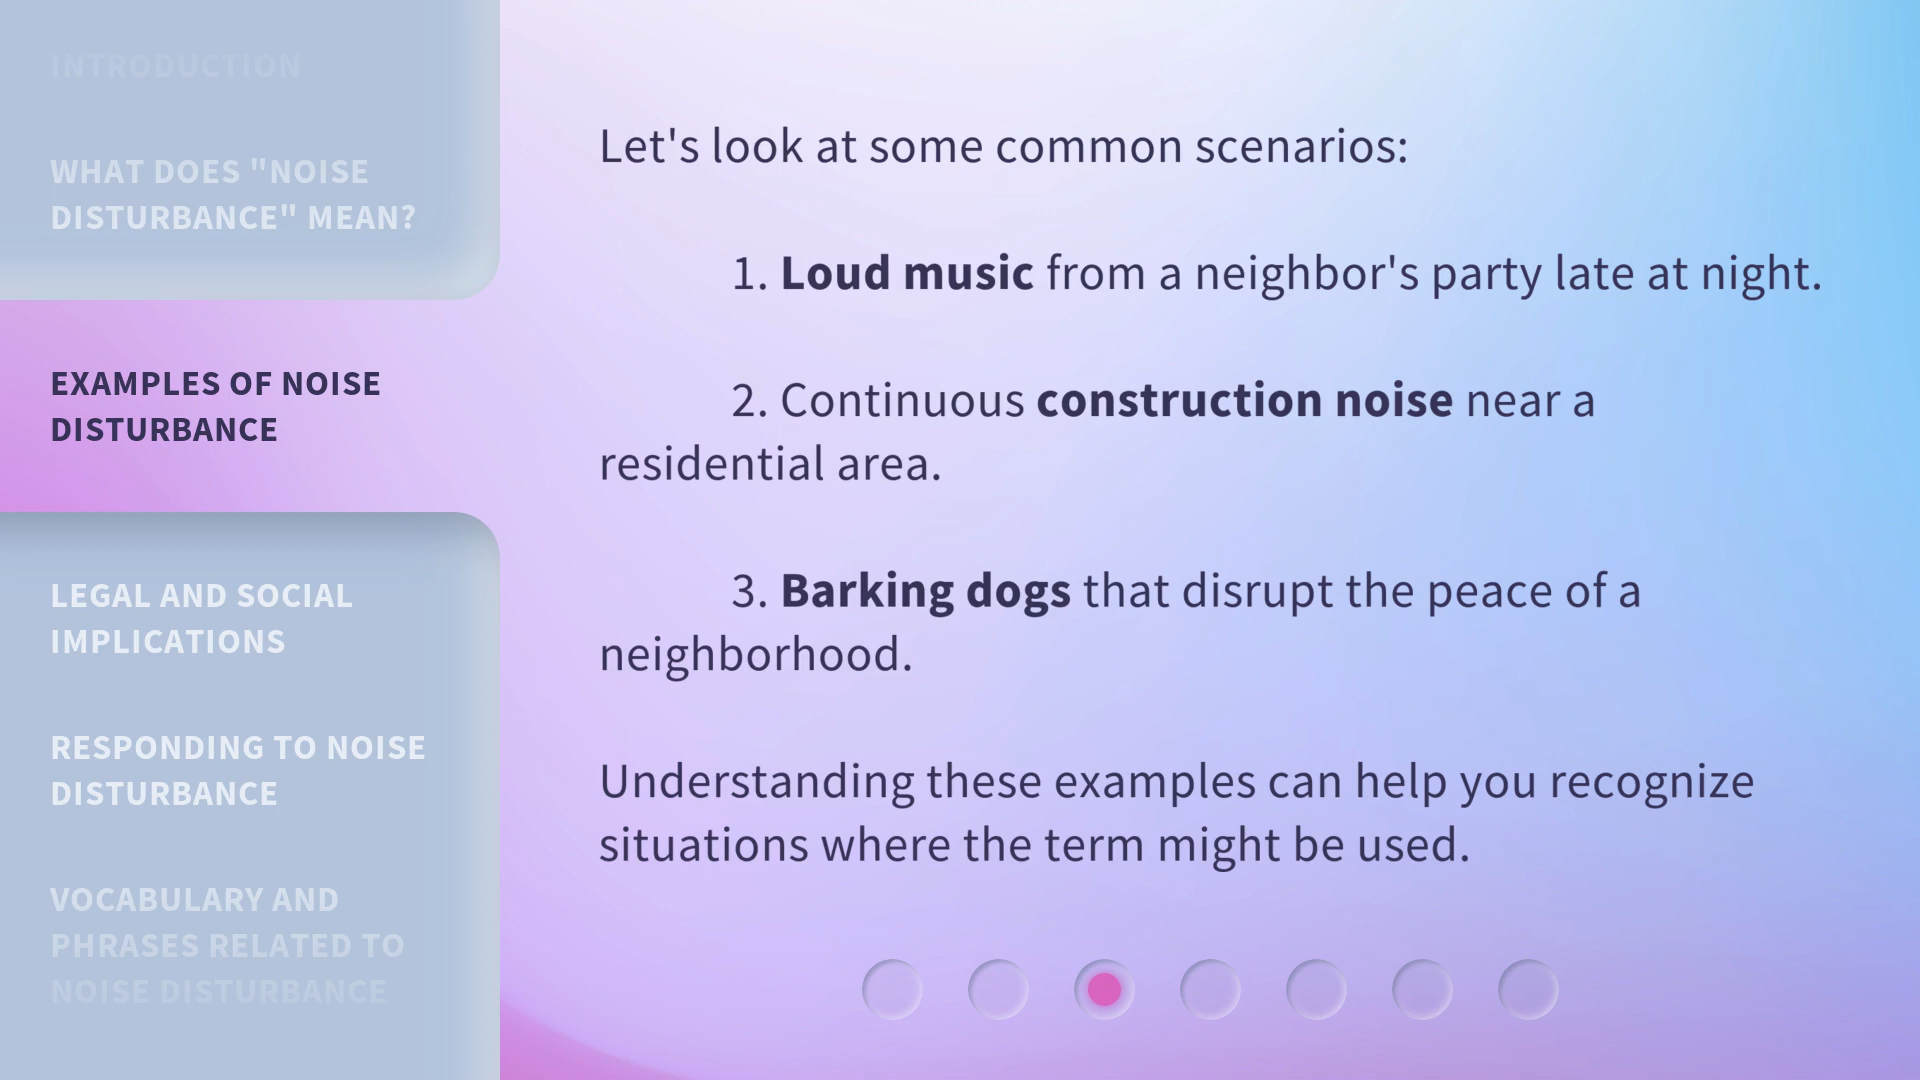 INTRODUCTION
WHAT DOES "NOISE
DISTURBANCE" MEAN?
EXAMPLES OF NOISE
DISTURBANCE
LEGAL AND SOCIAL
IMPLICATIONS
RESPONDING TO NOISE
DISTURBANCE
VOCABULARY AND
PHRASES RELATED TO
NOISE DISTURBANCE
Let's look at some common scenarios:
1. Loud music from a neighbor's party late at night.
2. Continuous construction noise near a
residential area.
3. Barking dogs that disrupt the peace of a
neighborhood.
Understanding these examples can help you recognize
situations where the term might be used.